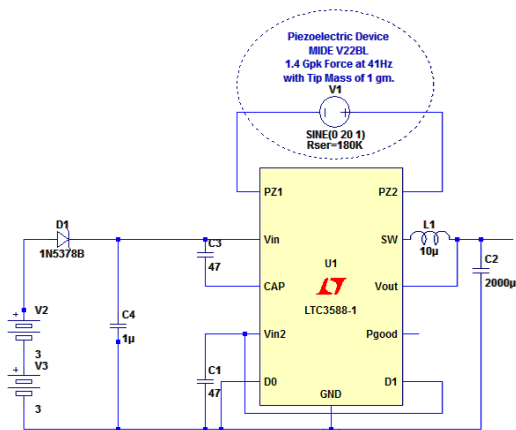 Piezoelectric Device
MIDE V22BL
1.4 Gpk Force at 41Hz
with Tip Mass of 1 gm.
V1
SINE(0 20 1)
Rser=180K
PZ1
PZ2
D1
1N5378B
Vin
SW
L1
10µ
C3
47
U1
CAP
Vout
C2
2000µ
LTC3588-1
V2
3
C4
1µ
Vin2
Pgood
V3
3
C1
47
D0
GND
D1